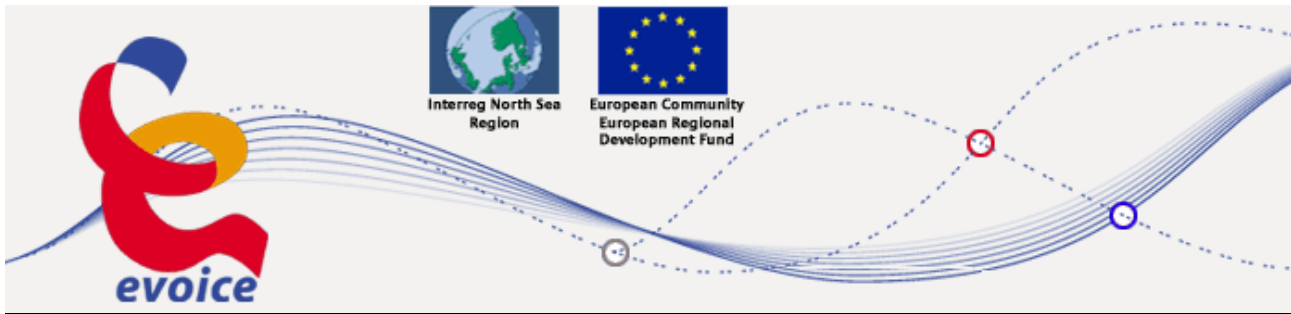 Interreg North Sea
Region
European Community
European Regional
Development Fund
evoice